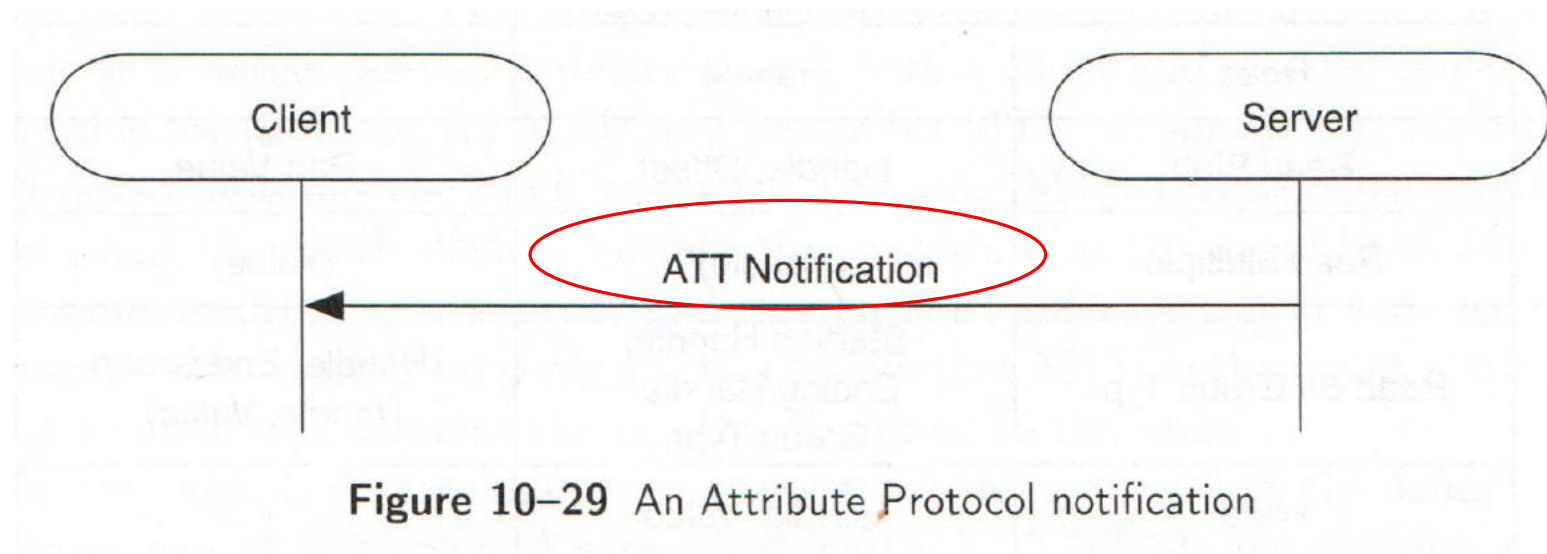 Client
Server
ATT Notification
Figure 10–29 An Attribute Protocol notification